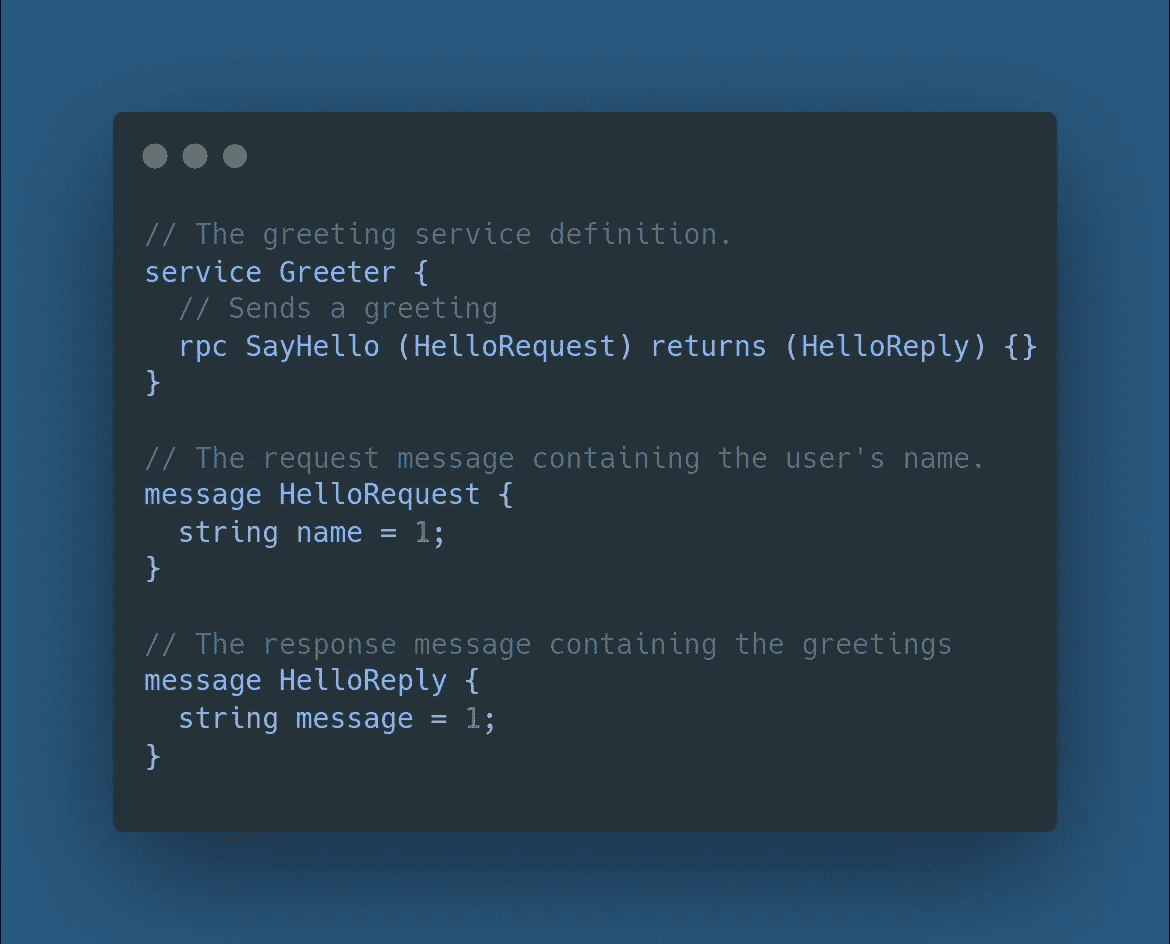 // The greeting service definition.
service Greeter {
  // Sends a greeting
  rpc SayHello (HelloRequest) returns (HelloReply) {}
}

// The request message containing the user's name.
message HelloRequest {
  string name = 1;
}

// The response message containing the greetings
message HelloReply {
  string message = 1;
}